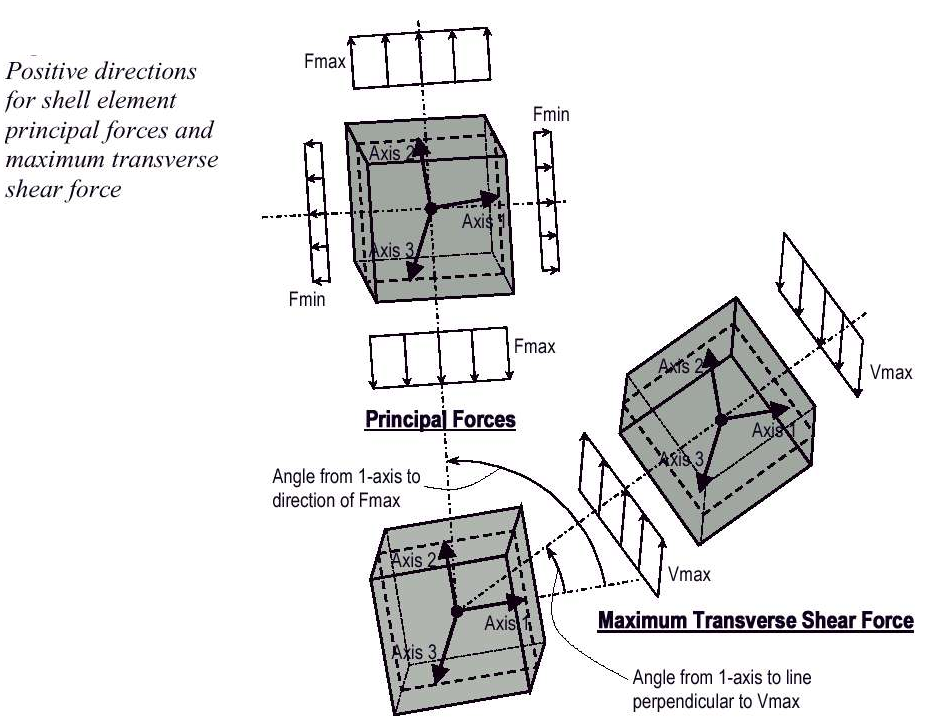 Positive directions
for shell element
principal forces and
maximum transverse
shear force
Fmax
Fmin
Axis 2
Axis 1
Axis 3
Fmin
Fmax
Principal Forces
Vmax
Axis 2
Axis 1
Axis 3
Angle from 1-axis to
direction of Fmax
Vmax
Axis 2
Axis 1
Axis 3
Maximum Transverse Shear Force
Angle from 1-axis to line
perpendicular to Vmax